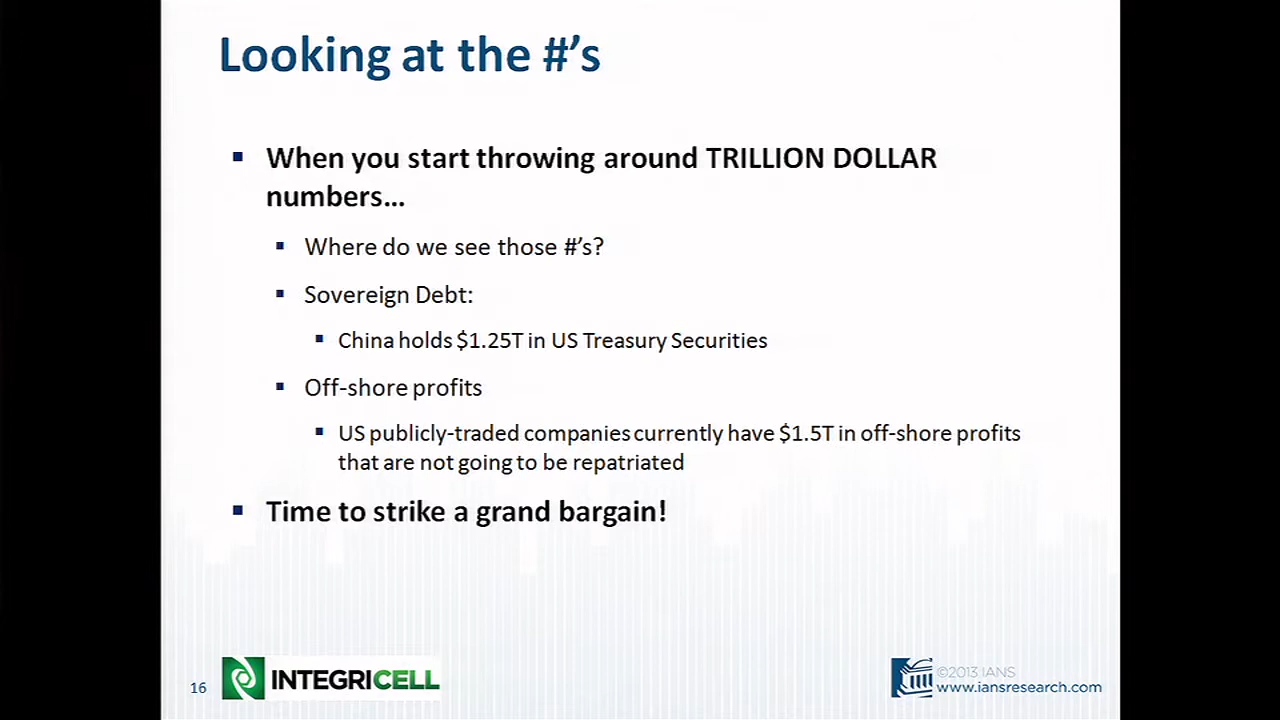 Looking at the #'s
▪ When you start throwing around TRILLION DOLLAR
numbers…
▪ Where do we see those #'s?
▪ Sovereign Debt:
▪ China holds $1.25T in US Treasury Securities
▪ Off-shore profits
▪ US publicly-traded companies currently have $1.5T in off-shore profits
that are not going to be repatriated
▪ Time to strike a grand bargain!
16
INTEGRICELL
©2013 IANS
www.iansresearch.com